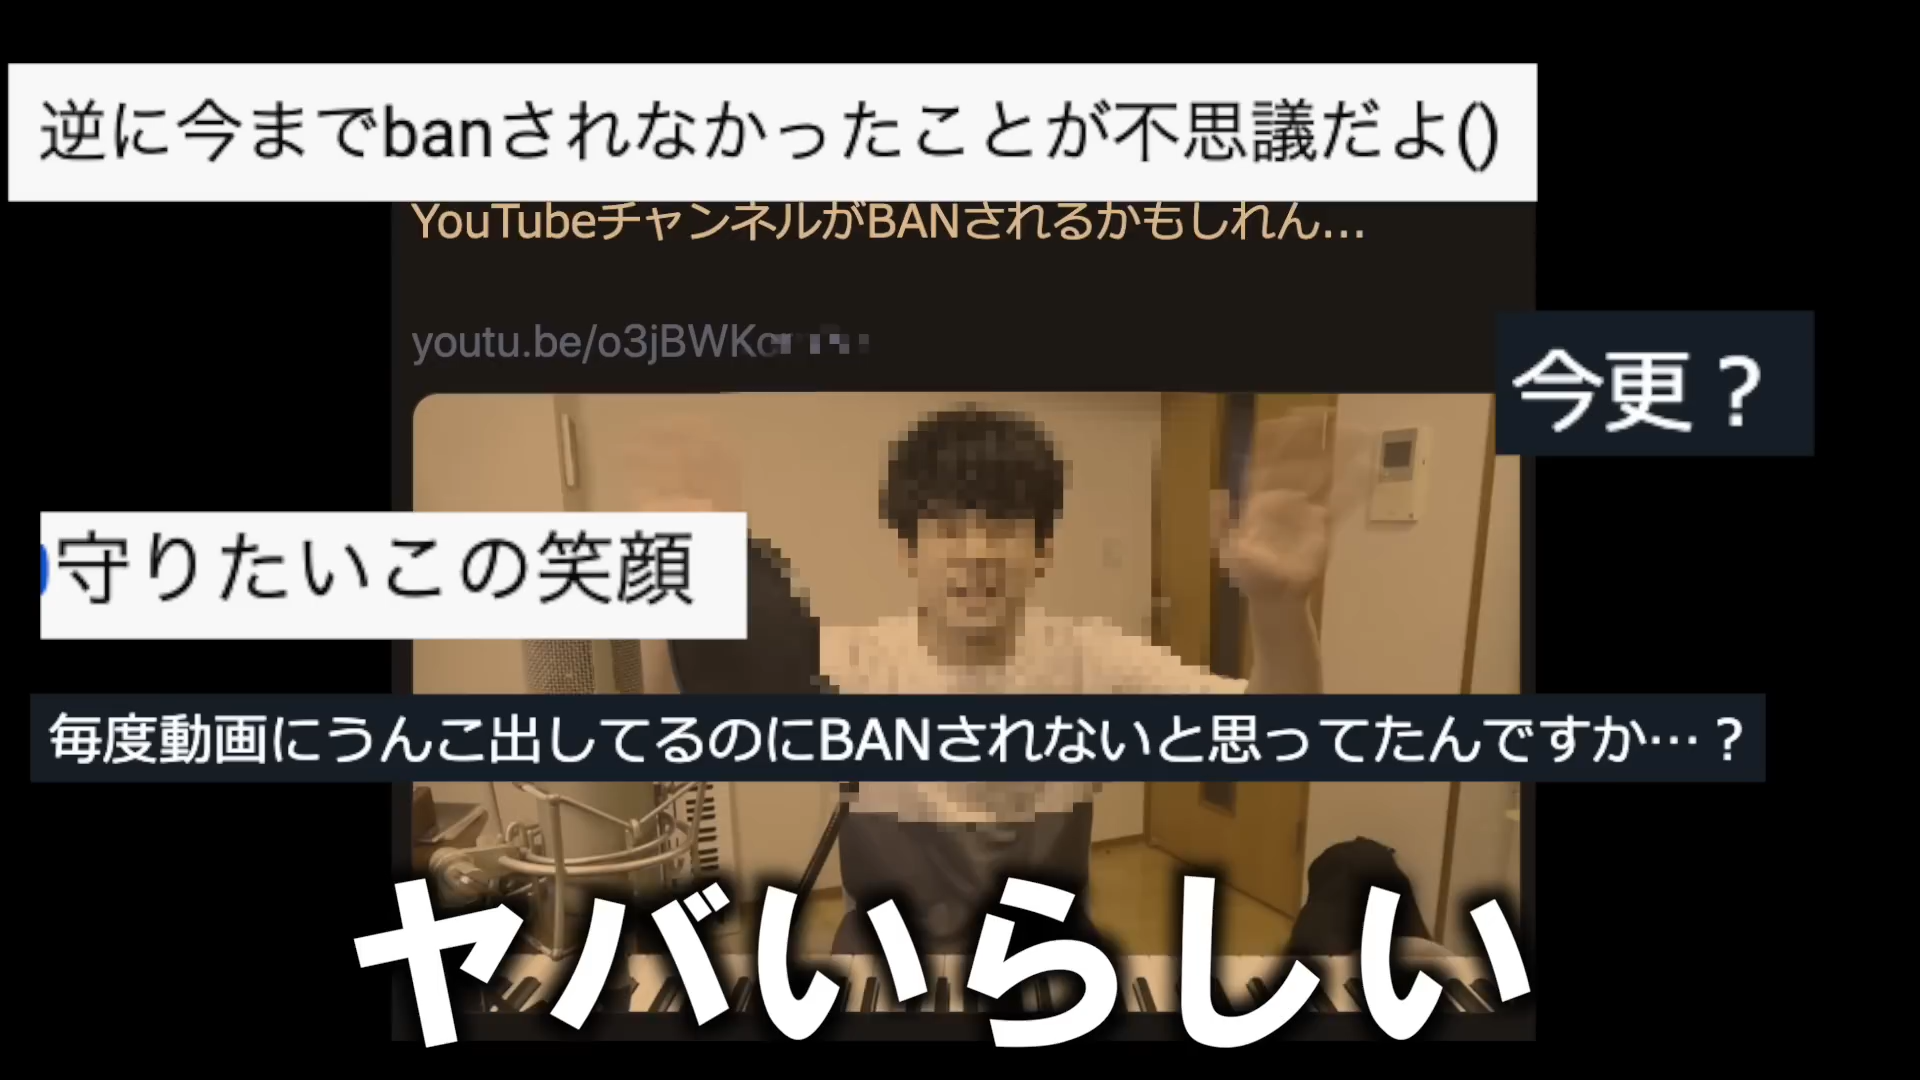 逆に今までbanされなかったことが不思議だよ()
YouTubeチャンネルがBANされるかもしれん…
youtu.be/o3jBWK
今更？
守りたいこの笑顔
毎度動画にうんこ出してるのにBANされないと思ってたんですか…？
ヤバいらしい